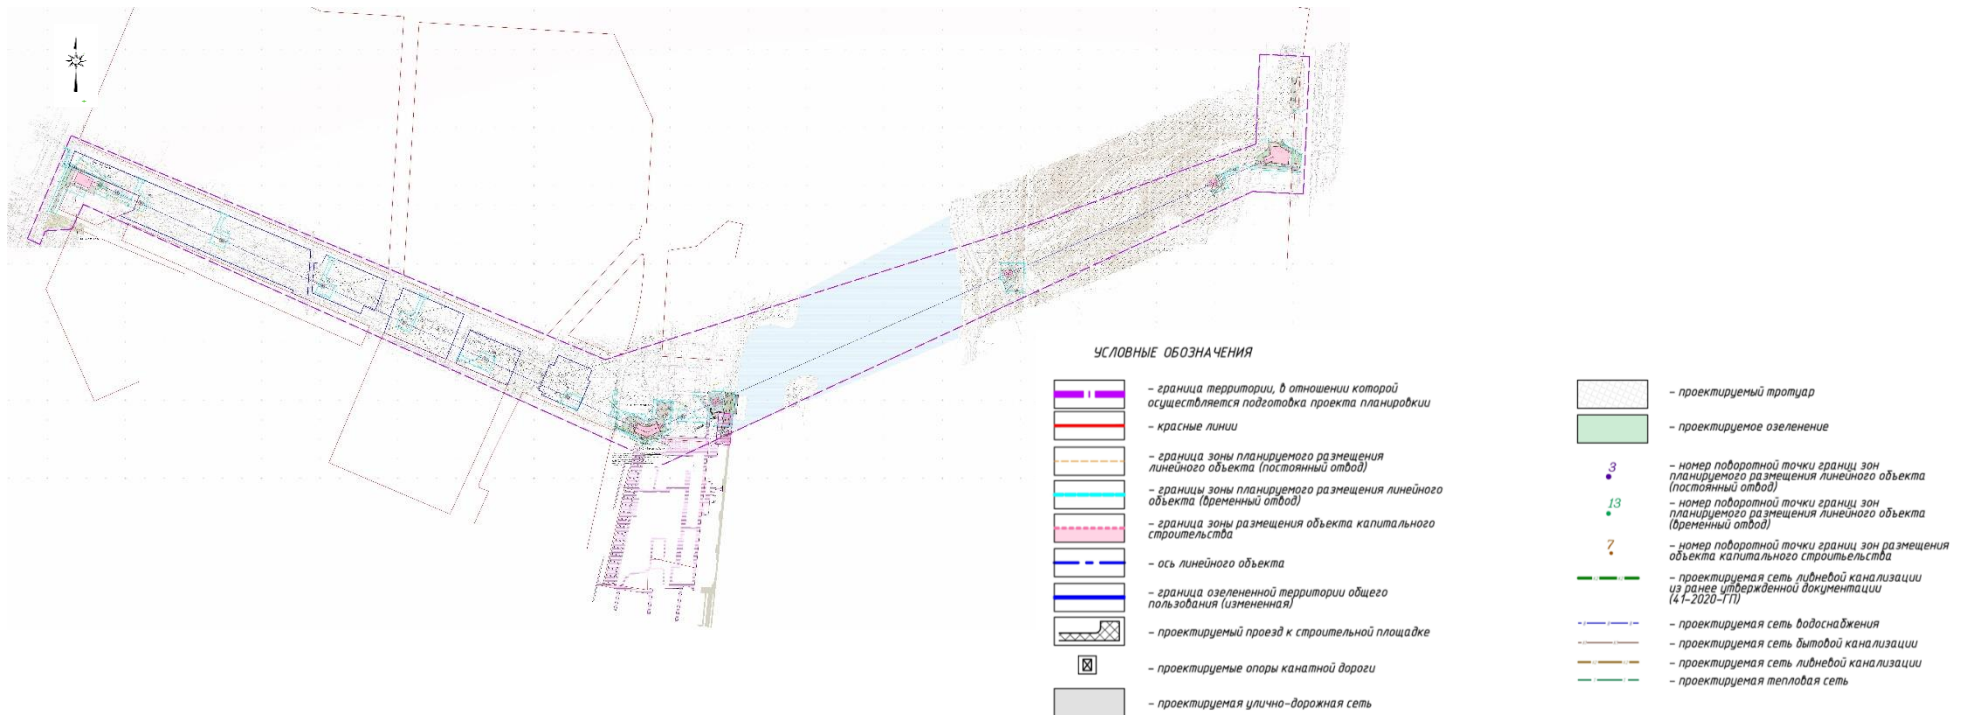 УСЛОВНЫЕ ОБОЗНАЧЕНИЯ
- граница территории, в отношении которой
осуществляется подготовка проекта планировкии
- красные линии
- граница зоны планируемого размещения
линейного объекта (постоянный отвод)
- границы зоны планируемого размещения линейного
объекта (временный отвод)
- граница зоны размещения объекта капитального
строительства
- ось линейного объекта
- граница озелененной территории общего
пользования (измененная)
- проектируемый проезд к строительной площадке
- проектируемые опоры канатной дороги
- проектируемая улично-дорожная сеть
- проектируемый тротуар
- проектируемое озеленение
3
- номер поворотной точки границ зон
планируемого размещения линейного объекта
(постоянный отвод)
13
- номер поворотной точки границ зон
планируемого размещения линейного объекта
(временный отвод)
7
- номер поворотной точки границ зон размещения
объекта капитального строитьельства
- проектируемая сеть ливневой канализации
из ранее утвержденной документации
(41-2020-ГП)
- проектируемая сеть водоснабжения
- проектируемая сеть бытовой канализации
- проектируемая сеть ливневой канализации
- проектируемая тепловая сеть